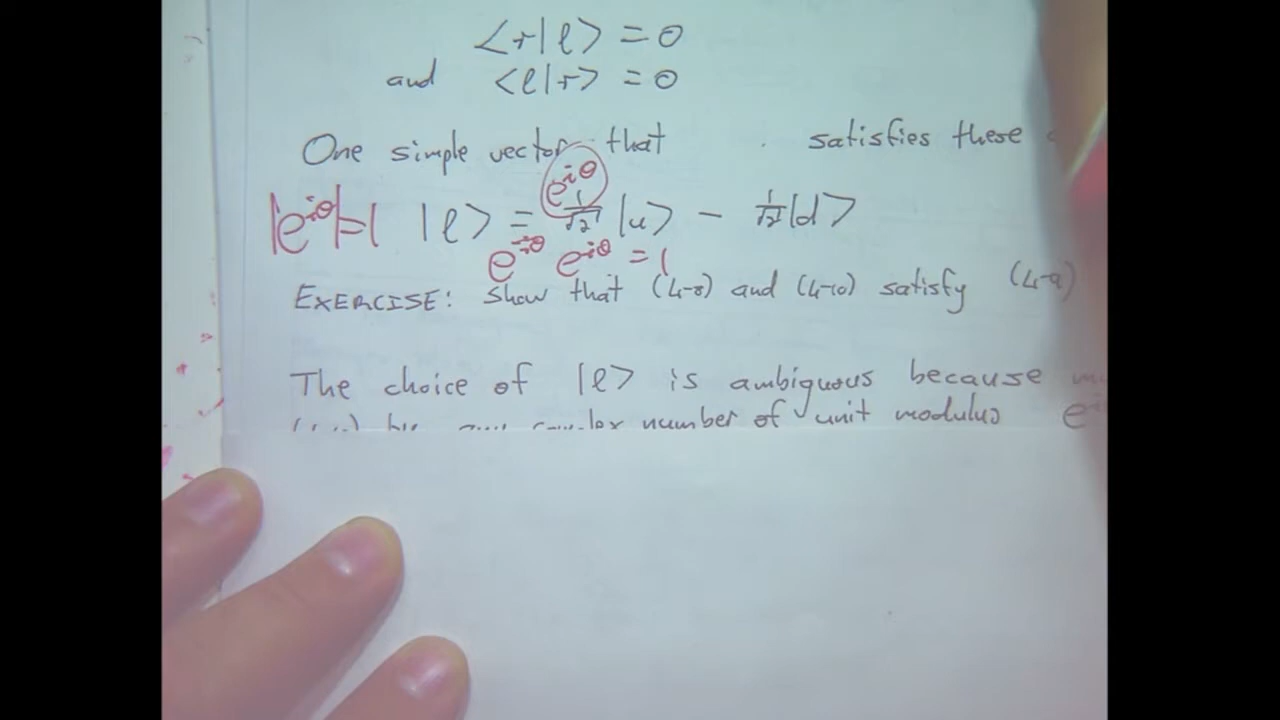 <r|l> = 0
and <l|r> = 0
One simple vector that satisfies these
e^{iθ}
|e^{iθ}|=1 |l> = 1/√2 |u> - 1/√2 |d>
e^{-iθ} e^{iθ} = 1
EXERCISE: Show that (4-8) and (4-10) satisfy (4-9)
The choice of |l> is ambiguous because
number of unit modulus